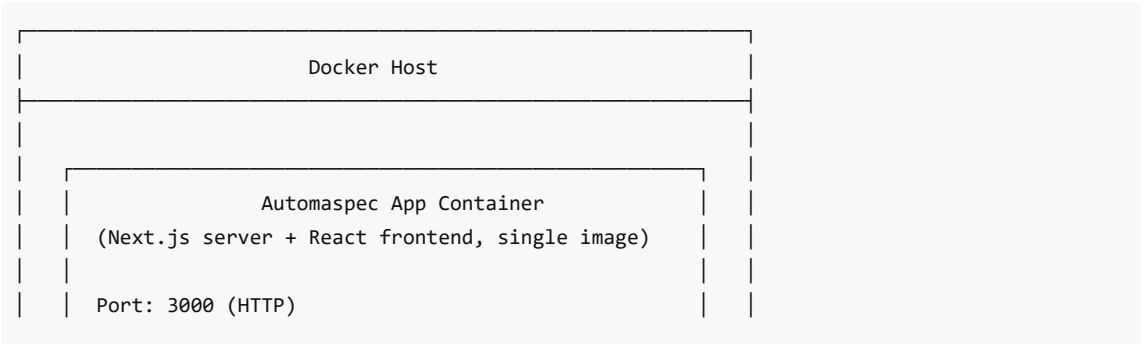 Docker Host
Automaspec App Container
(Next.js server + React frontend, single image)
Port: 3000 (HTTP)